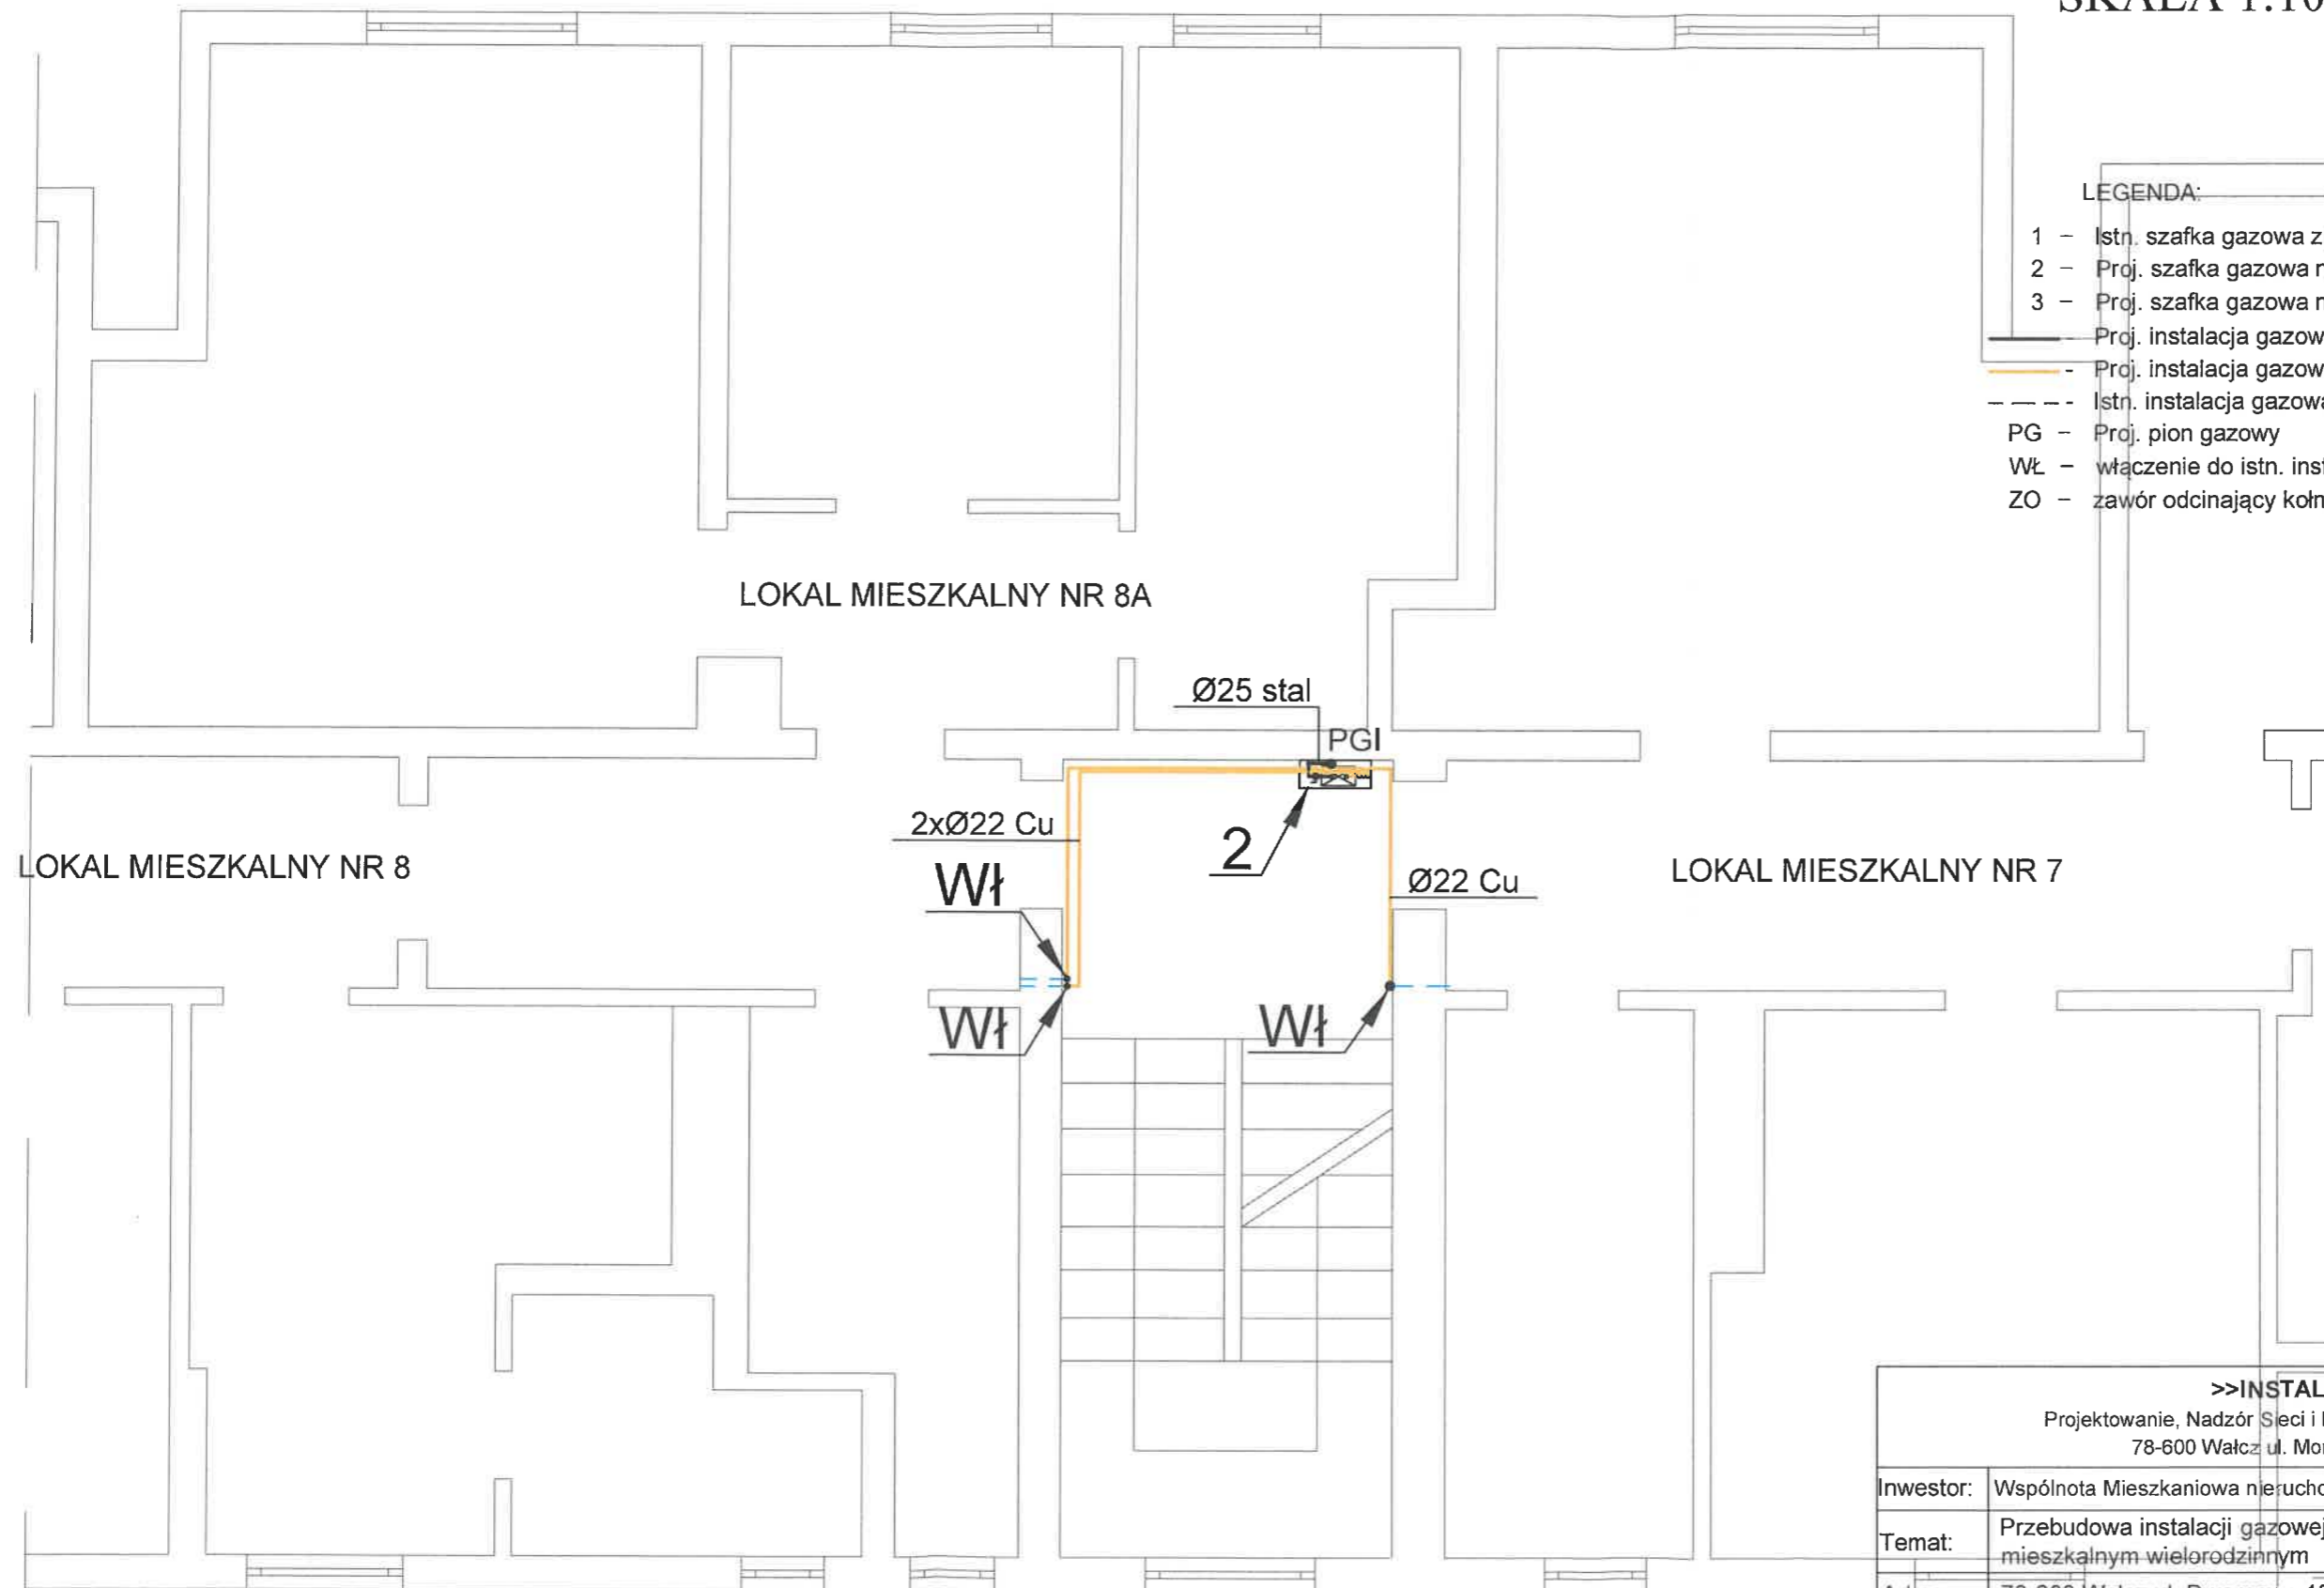 SKALA 1:10
LEGENDA:
1 – Istn. szafka gazowa z
2 – Proj. szafka gazowa
3 – Proj. szafka gazowa
- Proj. instalacja gazow
- Proj. instalacja gazow
- Istn. instalacja gazowa
PG – Proj. pion gazowy
WŁ – włączenie do istn. inst
ZO – zawór odcinający kołn
LOKAL MIESZKALNY NR 8A
Ø25 stal
PGI
2xØ22 Cu
2
Wł
LOKAL MIESZKALNY NR 8
Ø22 Cu
LOKAL MIESZKALNY NR 7
Wł
Wł
>>INSTAL
Projektowanie, Nadzór Sieci i
78-600 Wałcz ul.
Inwestor: Wspólnota Mieszkaniowa nierucho
Temat: Przebudowa instalacji gazowej
mieszkalnym wielorodzinnym